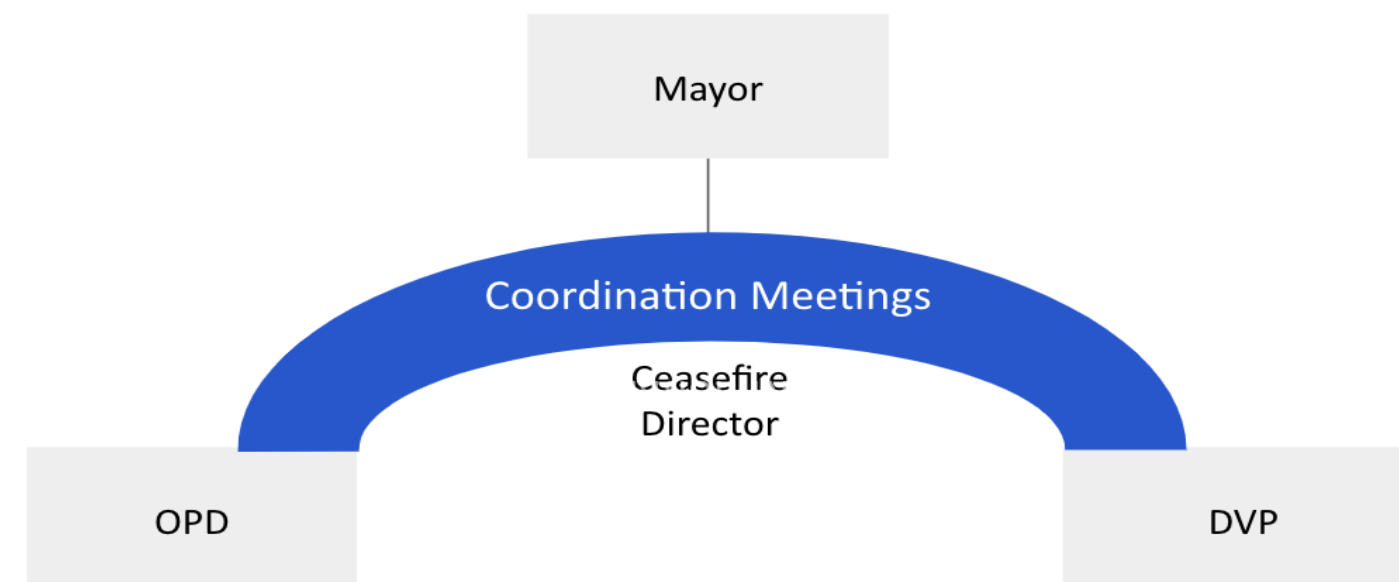 Mayor
Coordination Meetings
Ceasefire
Director
OPD
DVP